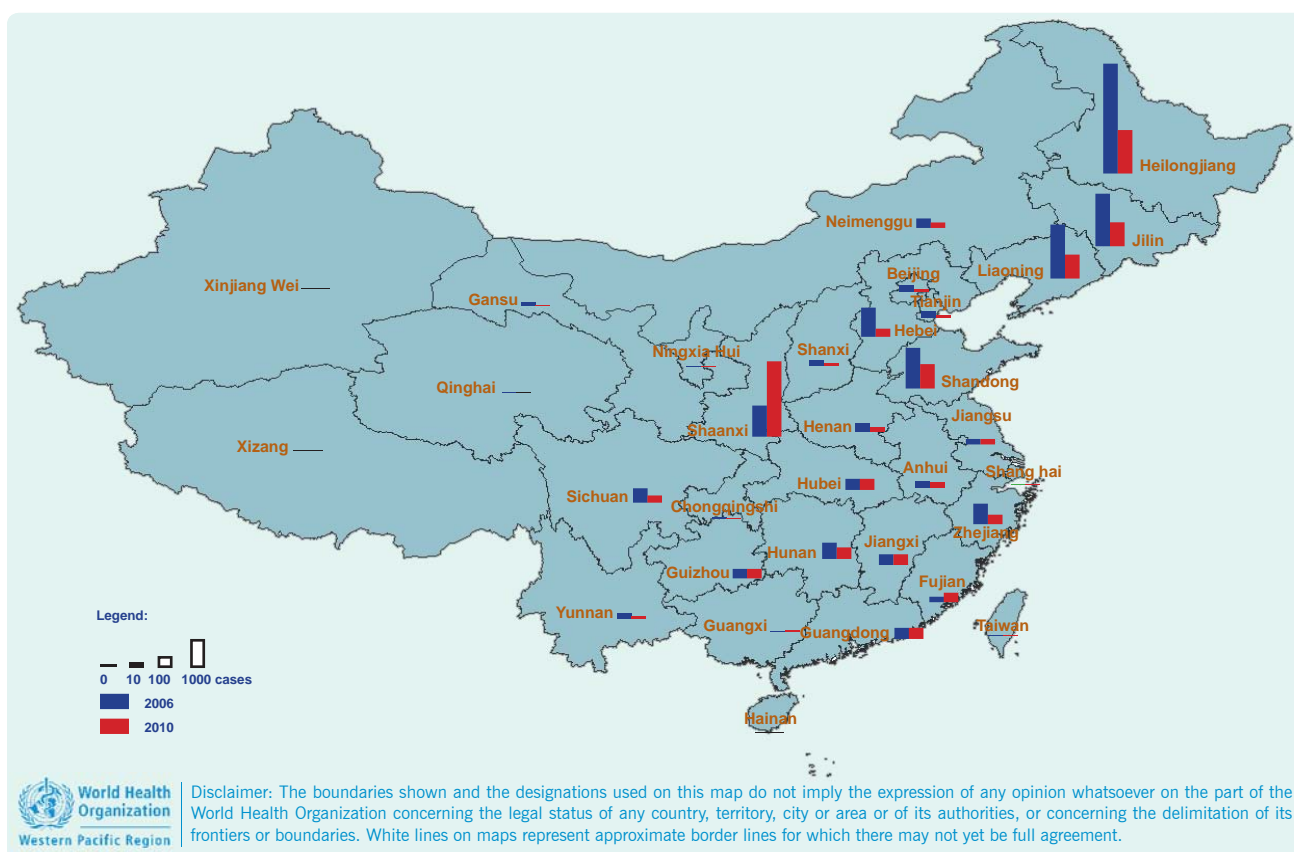 Heilongjiang
Neimenggu
Jilin
Liaoning
Beijing
Tianjin
Xinjiang Wei
Gansu
Hebei
Ningxia Hui
Shanxi
Qinghai
Shandong
Jiangsu
Shaanxi
Henan
Xizang
Anhui
Shang hai
Hubei
Sichuan
Chongqingshi
Zhejiang
Jiangxi
Hunan
Guizhou
Fujian
Yunnan
Guangxi
Guangdong
Taiwan
Hainan
Legend:
0 10 100 1000 cases
2006
2010
World Health
Organization
Western Pacific Region
Disclaimer: The boundaries shown and the designations used on this map do not imply the expression of any opinion whatsoever on the part of the
World Health Organization concerning the legal status of any country, territory, city or area or of its authorities, or concerning the delimitation of its
frontiers or boundaries. White lines on maps represent approximate border lines for which there may not yet be full agreement.